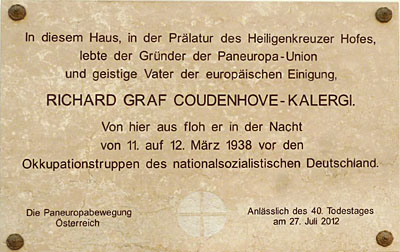 In diesem Haus, in der Prälatur des Heiligenkreuzer Hofes,
lebte der Gründer der Paneuropa-Union
und geistige Vater der europäischen Einigung,
RICHARD GRAF COUDENHOVE-KALERGI.
Von hier aus floh er in der Nacht
von 11. auf 12. März 1938 vor den
Okkupationstruppen des nationalsozialistischen Deutschland.
Die Paneuropabewegung
Österreich
Anlässlich des 40. Todestages
am 27. Juli 2012